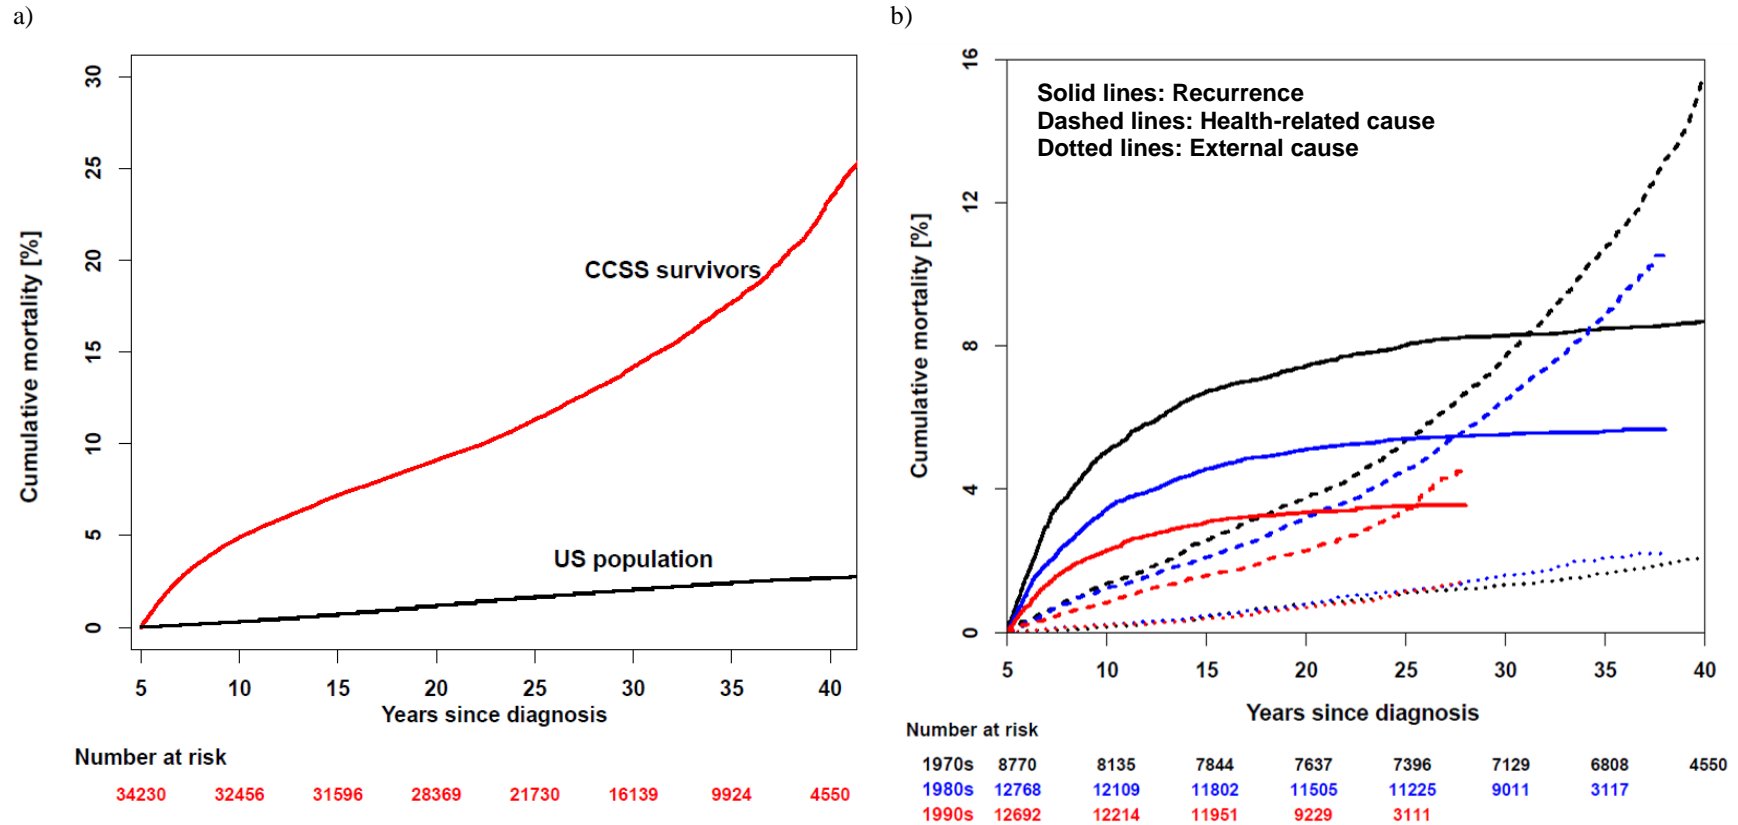 a)
30
25
20
15
10
5
0
Cumulative mortality [%]
CCSS survivors
US population
5 10 15 20 25 30 35 40
Years since diagnosis
Number at risk
34230 32456 31596 28369 21730 16139 9924 4550
b)
16
12
8
4
0
Cumulative mortality [%]
Solid lines: Recurrence
Dashed lines: Health-related cause
Dotted lines: External cause
5 10 15 20 25 30 35 40
Years since diagnosis
Number at risk
1970s 8770 8135 7844 7637 7396 7129 6808 4550
1980s 12768 12109 11802 11505 11225 9011 3117
1990s 12692 12214 11951 9229 3111